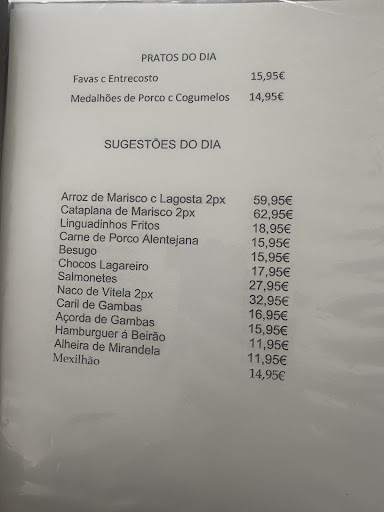 PRATOS DO DIA
Favas c Entrecosto 15,95€
Medalhões de Porco c Cogumelos 14,95€
SUGESTÕES DO DIA
Arroz de Marisco c Lagosta 2px 59,95€
Cataplana de Marisco 2px 62,95€
Linguadinhos Fritos 18,95€
Carne de Porco Alentejana 15,95€
Besugo 15,95€
Chocos Lagareiro 17,95€
Salmonetes 27,95€
Naco de Vitela 2px 32,95€
Caril de Gambas 16,95€
Açorda de Gambas 15,95€
Hamburguer á Beirão 11,95€
Alheira de Mirandela 11,95€
Mexilhão 14,95€